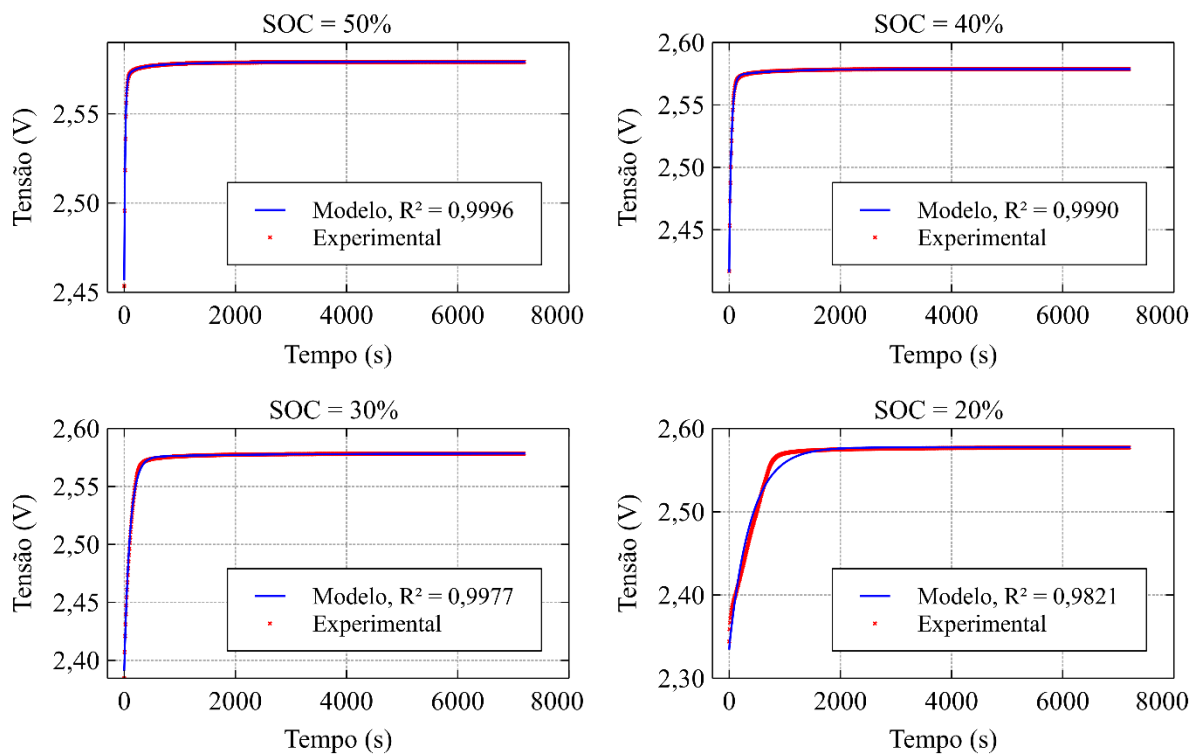 SOC = 50%
Tensão (V)
2,55
2,50
2,45
0 2000 4000 6000 8000
Tempo (s)
Modelo, R² = 0,9996
Experimental
SOC = 40%
Tensão (V)
2,60
2,55
2,50
2,45
0 2000 4000 6000 8000
Tempo (s)
Modelo, R² = 0,9990
Experimental
SOC = 30%
Tensão (V)
2,60
2,55
2,50
2,45
2,40
0 2000 4000 6000 8000
Tempo (s)
Modelo, R² = 0,9977
Experimental
SOC = 20%
Tensão (V)
2,60
2,50
2,40
2,30
0 2000 4000 6000 8000
Tempo (s)
Modelo, R² = 0,9821
Experimental